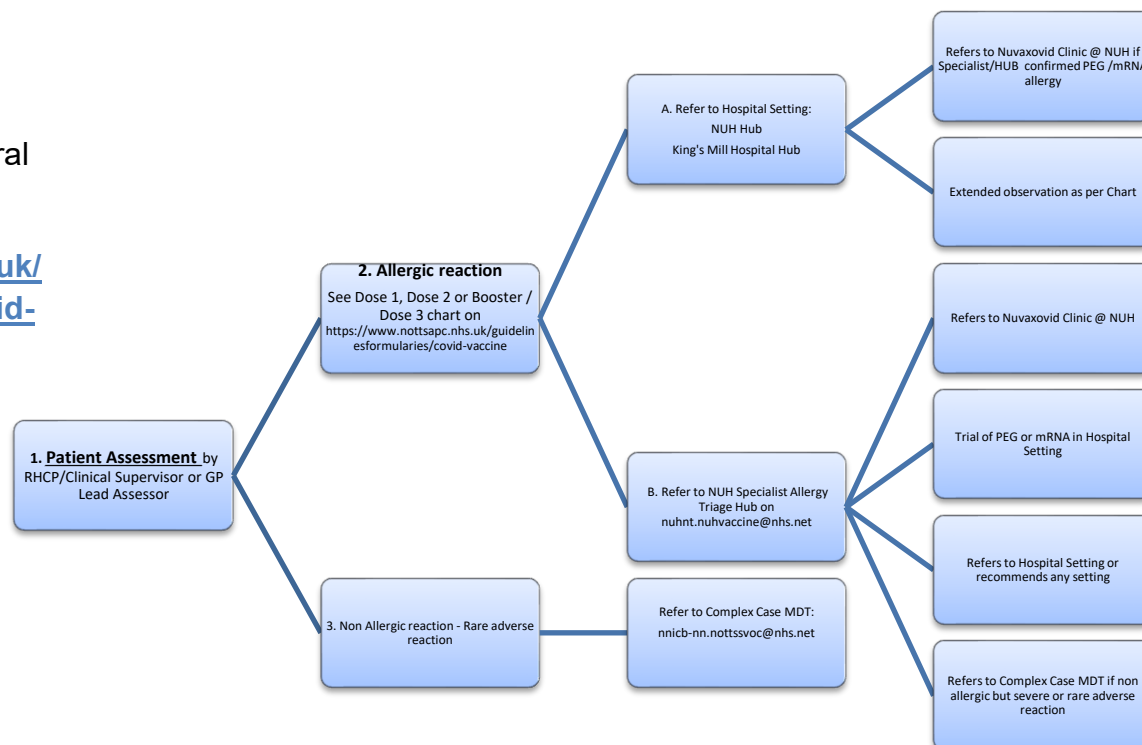 ral
uk/
id-
1. Patient Assessment by
RHCP/Clinical Supervisor or GP
Lead Assessor
2. Allergic reaction
See Dose 1, Dose 2 or Booster /
Dose 3 chart on
https://www.nottsapc.nhs.uk/guidelin
esformularies/covid-vaccine
3. Non Allergic reaction - Rare adverse
reaction
A. Refer to Hospital Setting:
NUH Hub
King's Mill Hospital Hub
B. Refer to NUH Specialist Allergy
Triage Hub on
nuhnt.nuhvaccine@nhs.net
Refer to Complex Case MDT:
nnicb-nn.nottssvoc@nhs.net
Refers to Nuvaxovid Clinic @ NUH if
Specialist/HUB confirmed PEG /mRNA
allergy
Extended observation as per Chart
Refers to Nuvaxovid Clinic @ NUH
Trial of PEG or mRNA in Hospital
Setting
Refers to Hospital Setting or
recommends any setting
Refers to Complex Case MDT if non
allergic but severe or rare adverse
reaction